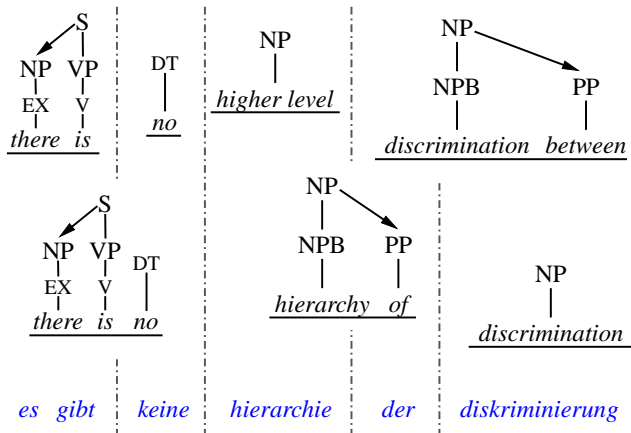 S
NP
NP VP DT
NP
EX V
NPB PP
there is no higher level discrimination between
S
NP
NP VP DT
NPB PP
EX V
NP
there is no hierarchy of discrimination
es gibt keine hierarchie der diskriminierung